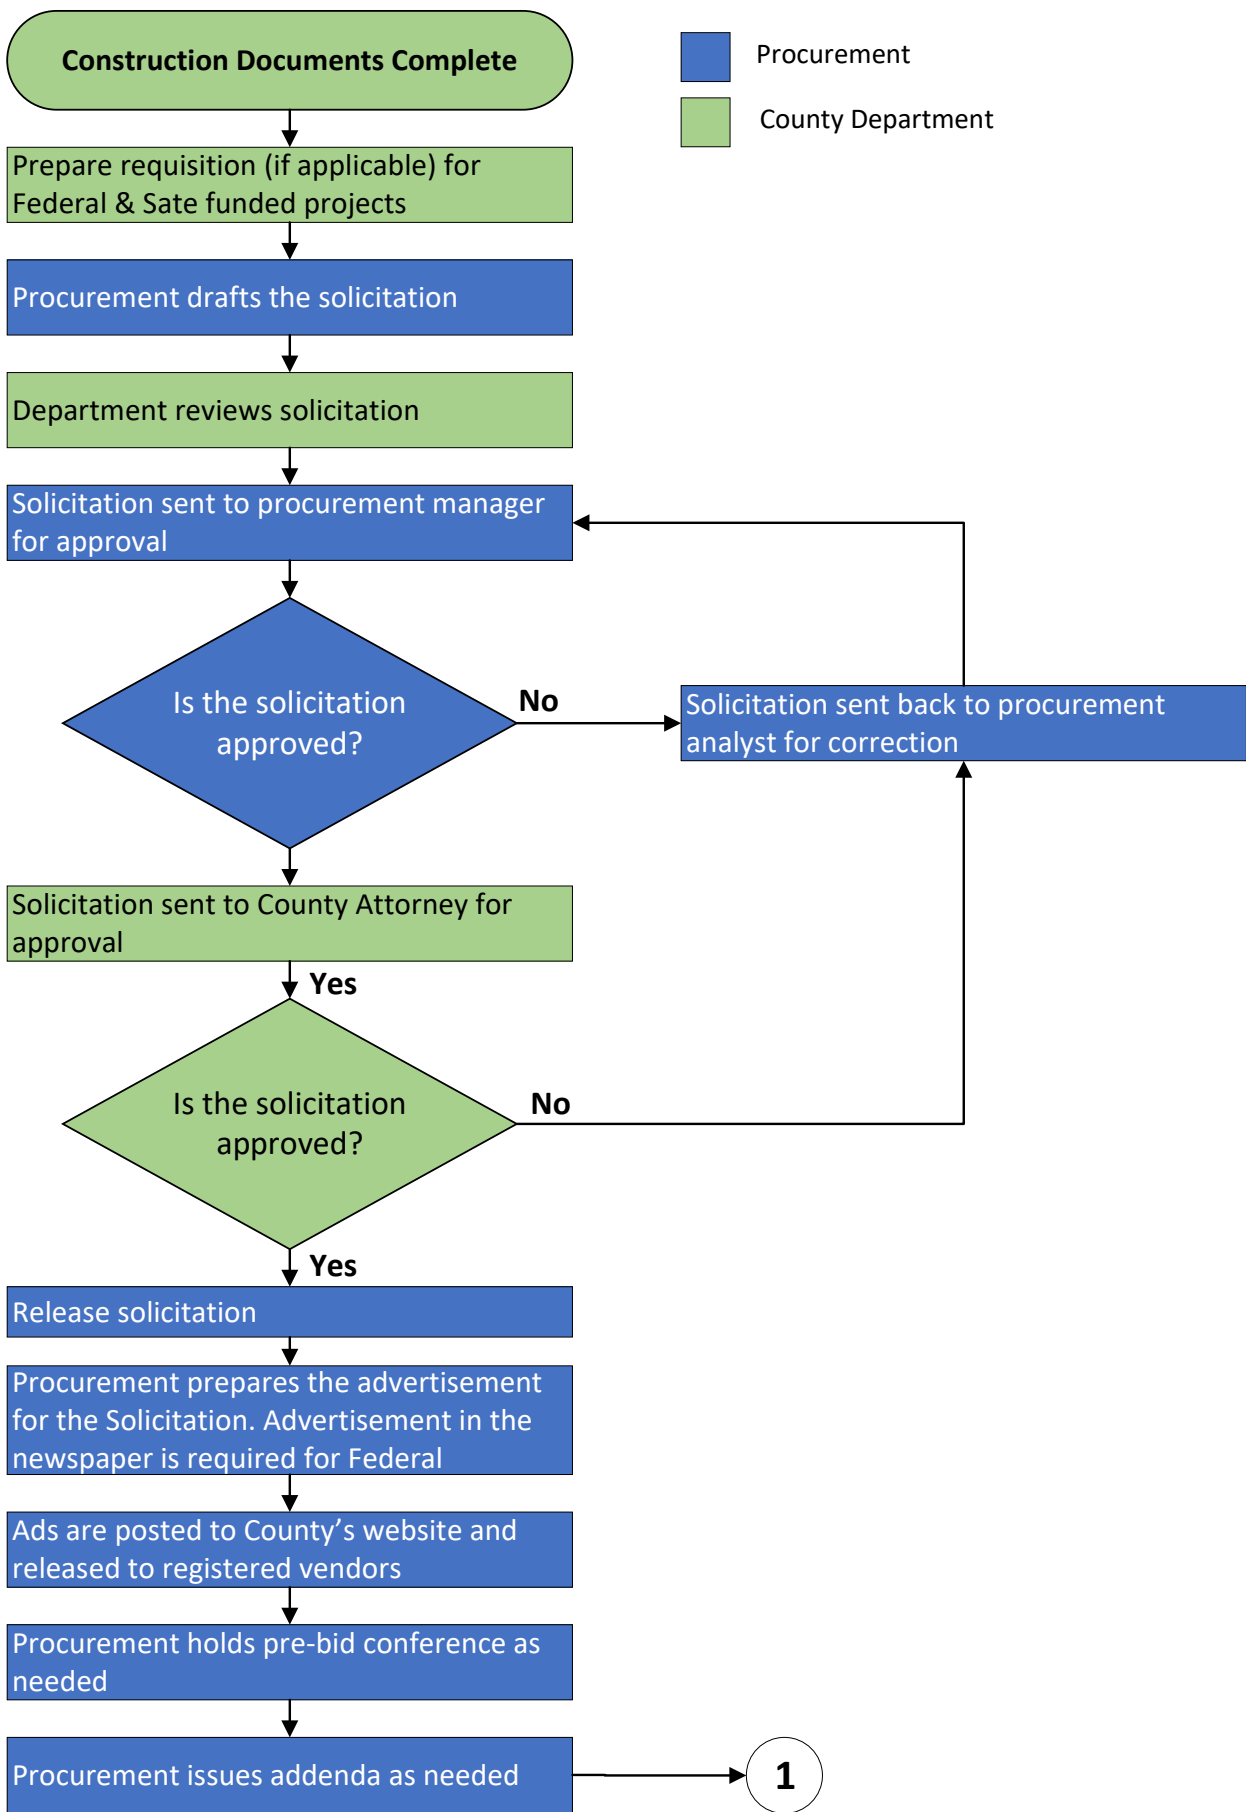 Construction Documents Complete
Procurement
County Department
Prepare requisition (if applicable) for
Federal & Sate funded projects
Procurement drafts the solicitation
Department reviews solicitation
Solicitation sent to procurement manager
for approval
Is the solicitation
approved?
No
Solicitation sent back to procurement
analyst for correction
Solicitation sent to County Attorney for
approval
Yes
Is the solicitation
approved?
No
Yes
Release solicitation
Procurement prepares the advertisement
for the Solicitation. Advertisement in the
newspaper is required for Federal
Ads are posted to County’s website and
released to registered vendors
Procurement holds pre-bid conference as
needed
Procurement issues addenda as needed
1